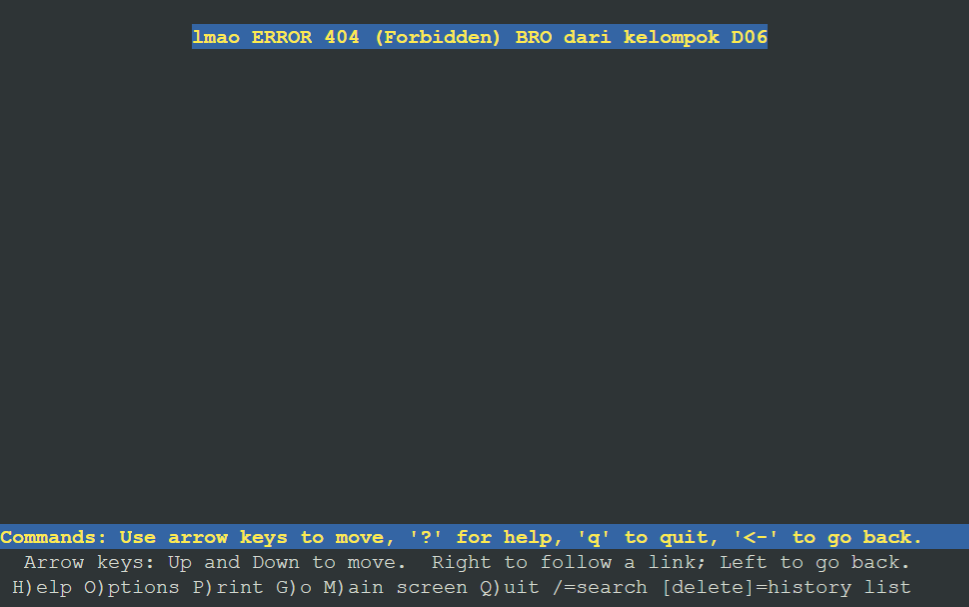 lmao ERROR 404 (Forbidden) BRO dari kelompok D06
Commands: Use arrow keys to move, '?' for help, 'q' to quit, '<-' to go back.
Arrow keys: Up and Down to move.  Right to follow a link; Left to go back.
H)elp O)ptions P)rint G)o M)ain screen Q)uit /=search [delete]=history list